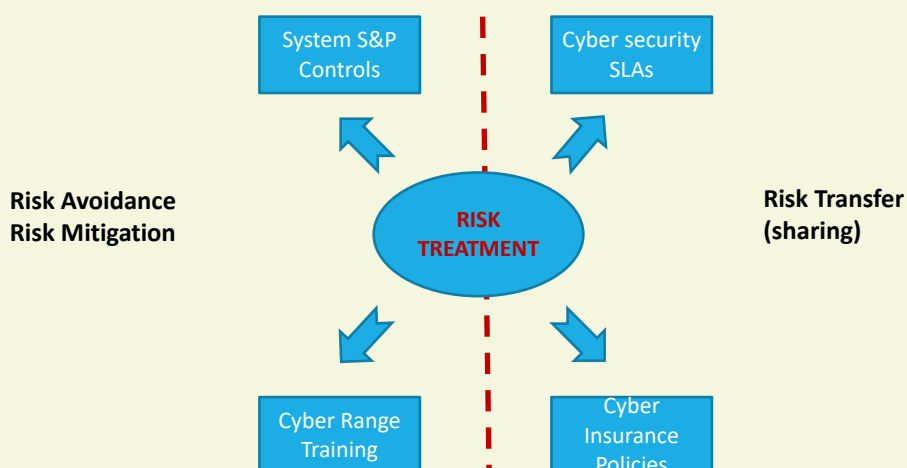 System S&P
Controls
Cyber security
SLAs
Risk Avoidance
Risk Mitigation
RISK
TREATMENT
Risk Transfer
(sharing)
Cyber Range
Training
Cyber
Insurance
Policies